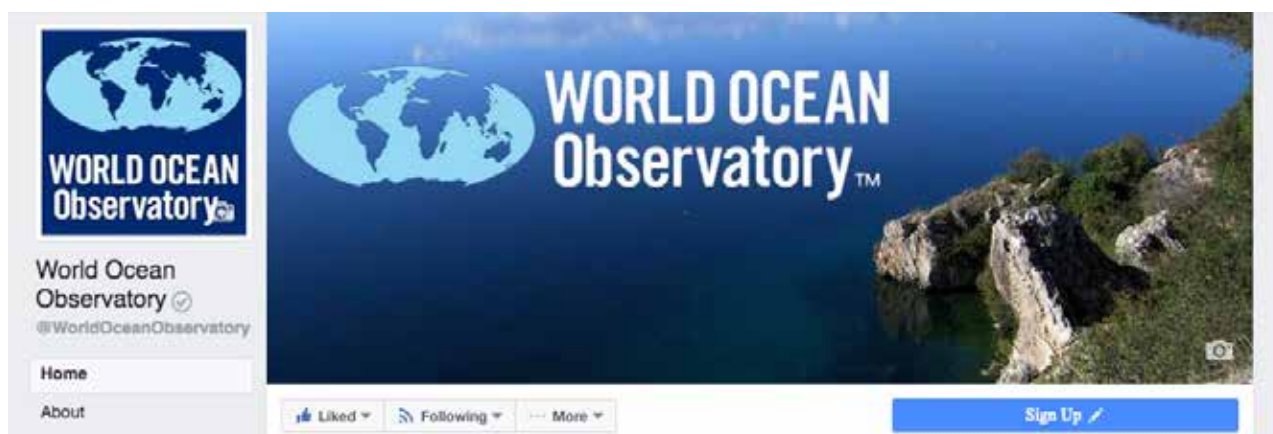 WORLD OCEAN
Observatory
World Ocean
Observatory
@WorldOceanObservatory
Home
About
WORLD OCEAN
Observatory™
Liked
Following
··· More
Sign Up